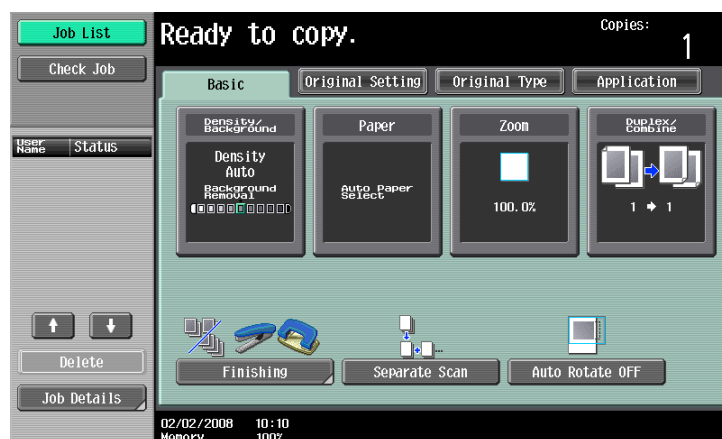 Job List
Check Job
User
Name
Status
Delete
Job Details
Ready to copy.
Copies:
1
Basic
Original Setting
Original Type
Application
Density/
Background
Density
Auto
Background
Removal
Paper
Auto Paper
Select
Zoom
100.0%
Duplex/
Combine
1 → 1
Finishing
Separate Scan
Auto Rotate OFF
02/02/2008 10:10
Memory 100%